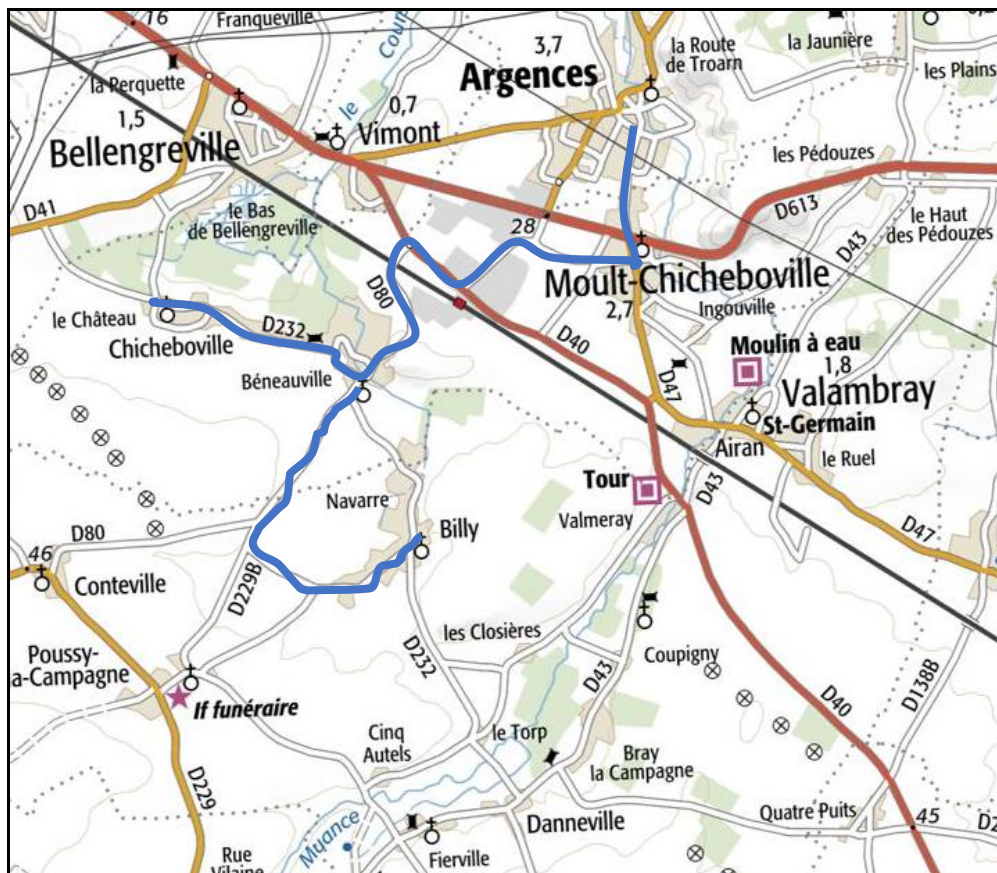 16
Franqueville
Cour
3,7
la Route
de Troarn
la Jaunière
les Plains
Argences
la Perquette
le
0,7
Vimont
1,5
Bellengreville
les Pédouzes
D41
le Bas
de Bellengreville
28
D613
D43
le Haut
des Pédouzes
D80
Moult-Chicheboville
Ingouville
2,7
le Château
D232
Chicheboville
D40
Moulin à eau
1,8
Béneauville
D47
Valambray
St-Germain
Airan
le Ruel
Navarre
Tour
D43
Valmeray
Billy
D47
D80
46
Conteville
D229B
les Closières
Coupigny
D232
D43
Poussy-
a-Campagne
D138B
If funéraire
D40
Cinq
Autels
le Torp
Bray
la Campagne
D229
Quatre Puits
45
D2
Danneville
Muance
Rue
Vilaine
Fierville